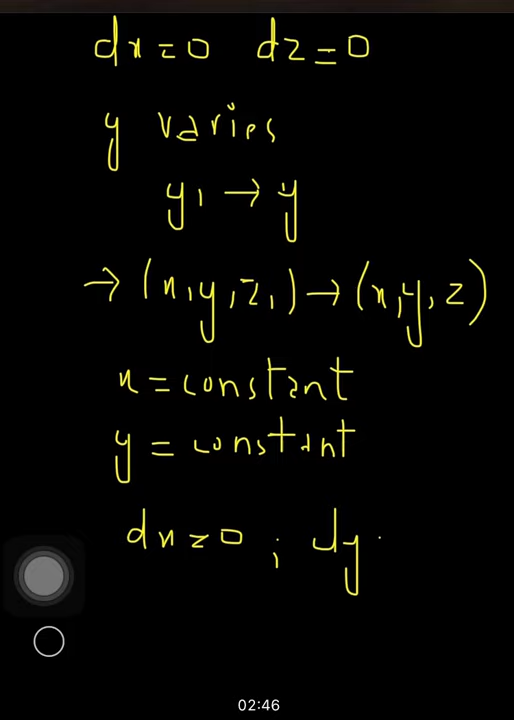 dx=0 dz=0
y varies
y₁ → y
→ (x,y,z₁) → (x,y,z)
x = constant
y = constant
dx=0 ; dy
02:46